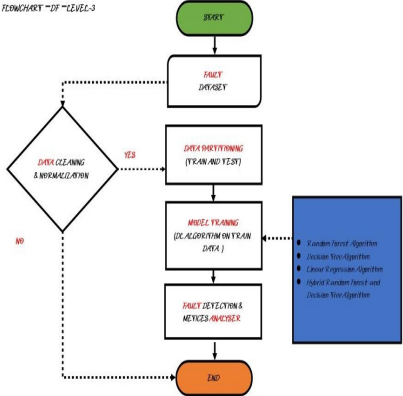 FLOWCHART "DF "LEVEL-3
START
FAULT
DATASET
DATA CLEANING
& NORMALIZATION
YES
DATA PARTITIONING
(TRAIN AND TEST)
MODEL TRAINING
(DL ALGORITHM ON TRAIN
DATA )
NO
Random Forest Algorithm
Decision Tree Algorithm
Linear Regression Algorithm
Hybrid Random Forest and
Decision Tree Algorithm
FAULT DETECTION &
METICES ANALYSER
END